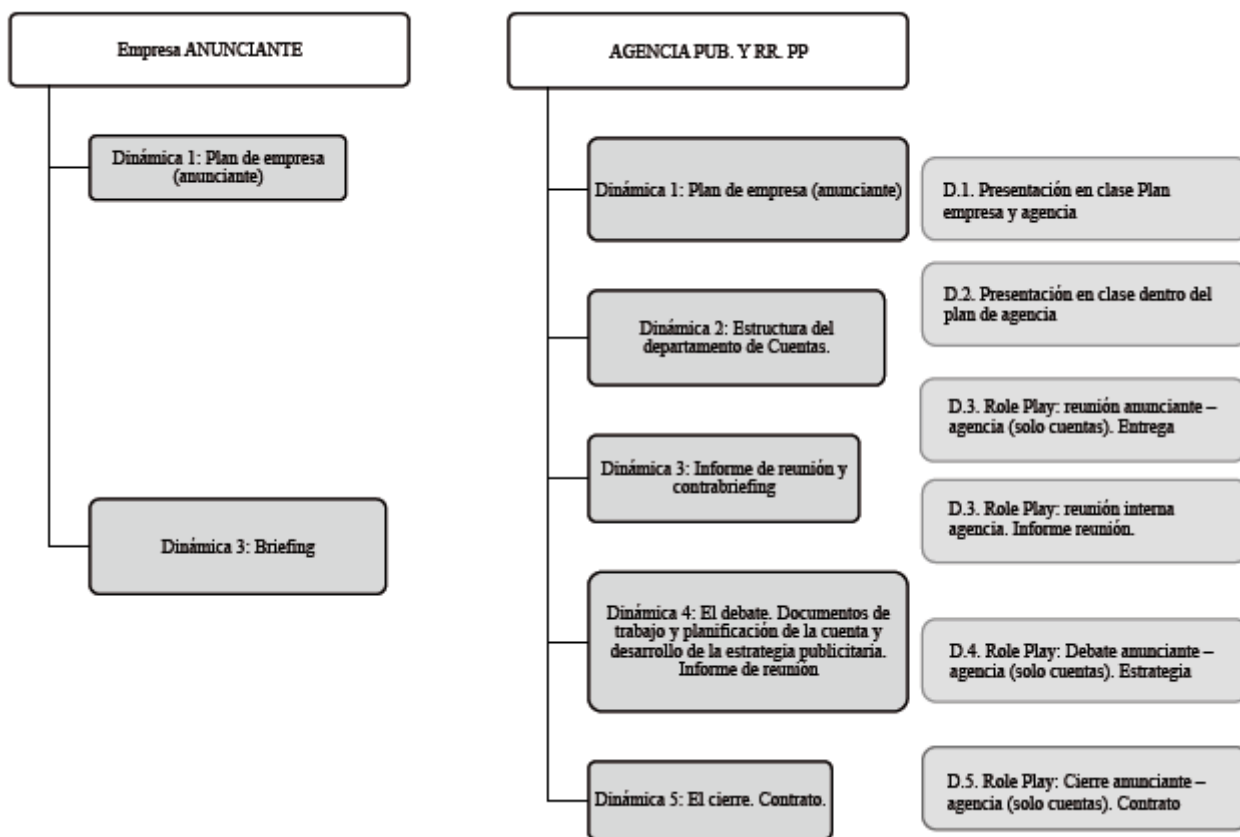 Empresa ANUNCIANTE
Dinámica 1: Plan de empresa
(anunciante)
Dinámica 3: Briefing
AGENCIA PUB. Y RR. PP
Dinámica 1: Plan de empresa (anunciante)
Dinámica 2: Estructura del
departamento de Cuentas.
Dinámica 3: Informe de reunión y
contrabriefing
Dinámica 4: El debate. Documentos de
trabajo y planificación de la cuenta y
desarrollo de la estrategia publicitaria.
Informe de reunión
Dinámica 5: El cierre. Contrato.
D.1. Presentación en clase Plan
empresa y agencia
D.2. Presentación en clase dentro del
plan de agencia
D.3. Role Play: reunión anunciante –
agencia (solo cuentas). Entrega
D.3. Role Play: reunión interna
agencia. Informe reunión.
D.4. Role Play: Debate anunciante –
agencia (solo cuentas). Estrategia
D.5. Role Play: Cierre anunciante –
agencia (solo cuentas). Contrato